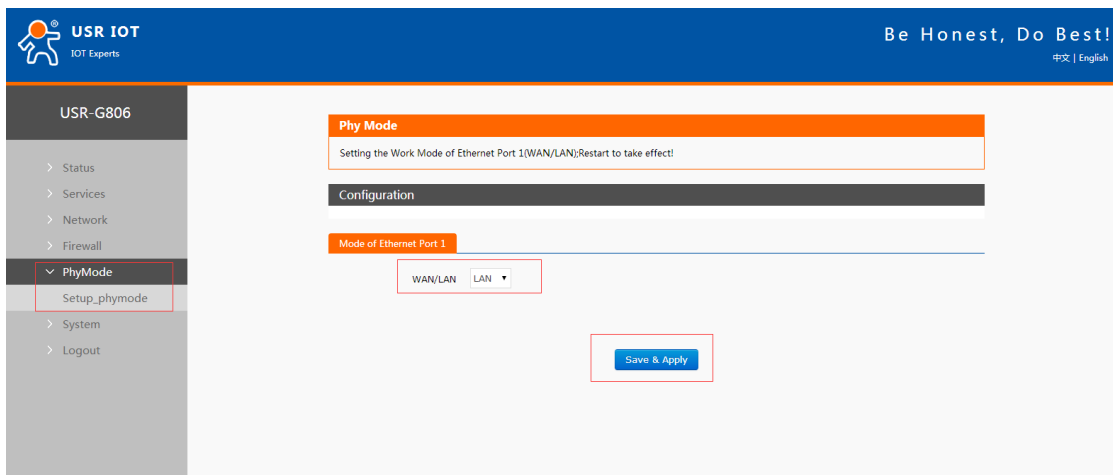 USR IOT
IOT Experts
®
Be Honest, Do Best!
中文 | English
USR-G806
Status
Services
Network
Firewall
PhyMode
Setup_phymode
System
Logout
Phy Mode
Setting the Work Mode of Ethernet Port 1(WAN/LAN);Restart to take effect!
Configuration
Mode of Ethernet Port 1
WAN/LAN LAN
Save & Apply